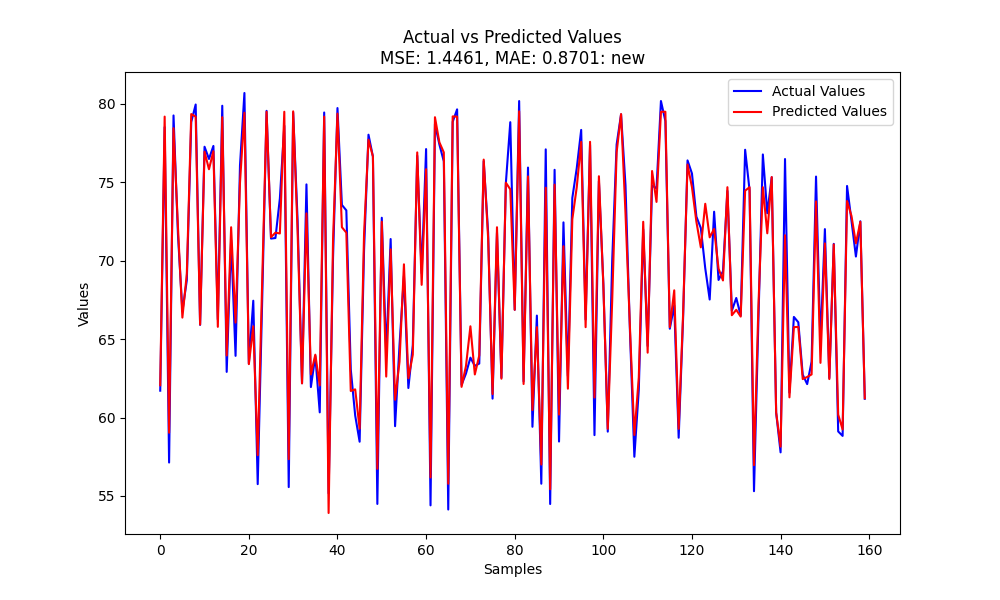 Actual vs Predicted Values
MSE: 1.4461, MAE: 0.8701: new
Actual Values
Predicted Values
80
75
70
65
60
55
Values
0 20 40 60 80 100 120 140 160
Samples